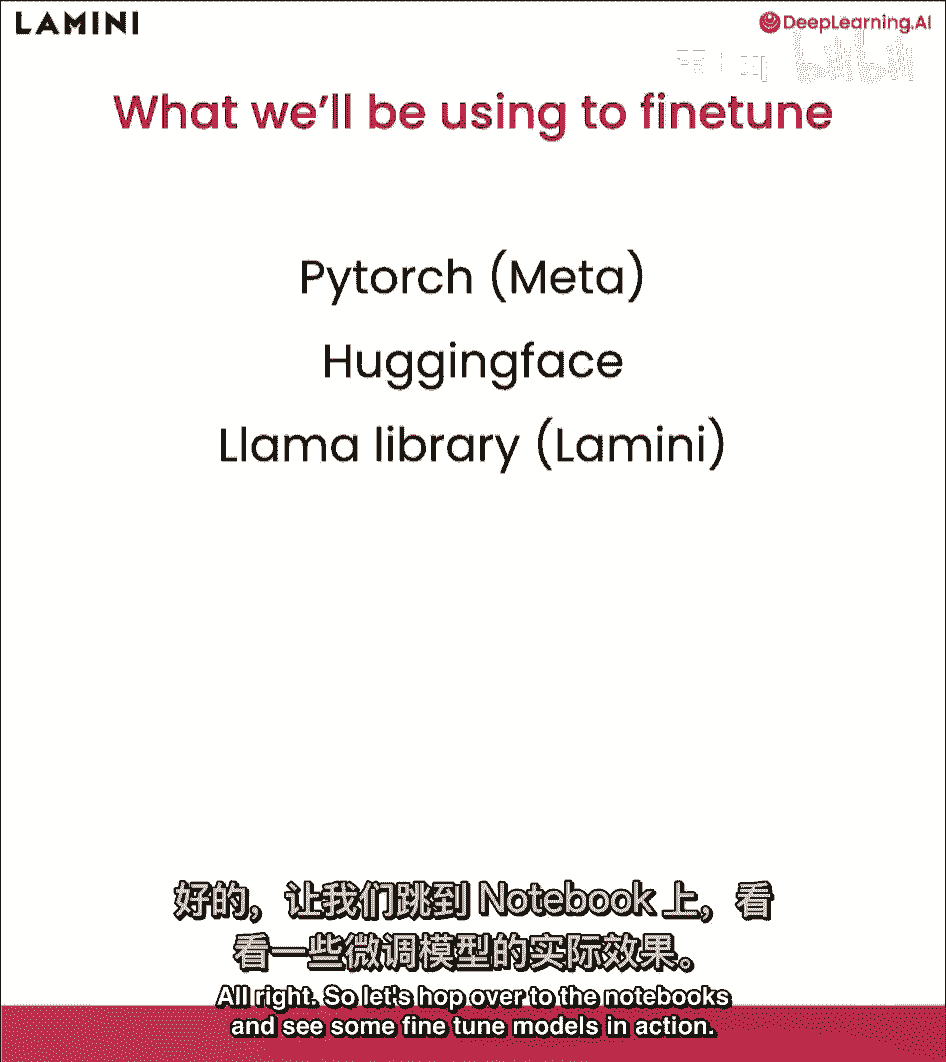 LAMINI
DeepLearning.AI
What we'll be using to finetune
Pytorch (Meta)
Huggingface
Llama library (Lamini)
好的，让我们跳到 Notebook 上，看
看一些微调模型的实际效果。
All right. So let's hop over to the notebooks
and see some fine tune models in action.